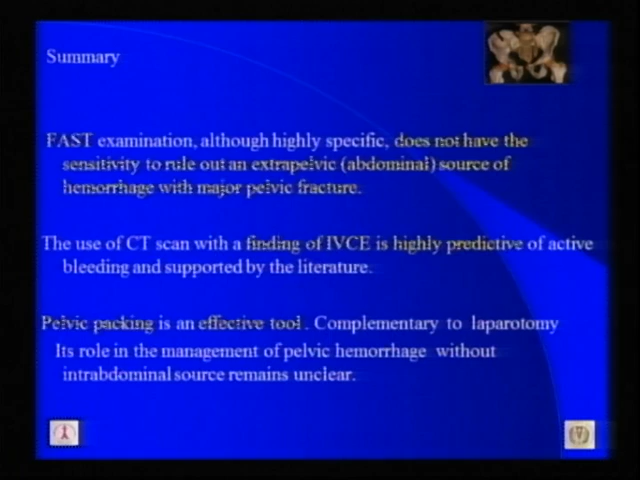 Summary
FAST examination, although highly specific, does not have the
sensitivity to rule out an extrapelvic (abdominal) source of
hemorrhage with major pelvic fracture.
The use of CT scan with a finding of IVCE is highly predictive of active
bleeding and supported by the literature.
Pelvic packing is an effective tool . Complementary to laparotomy
Its role in the management of pelvic hemorrhage without
intrabdominal source remains unclear.